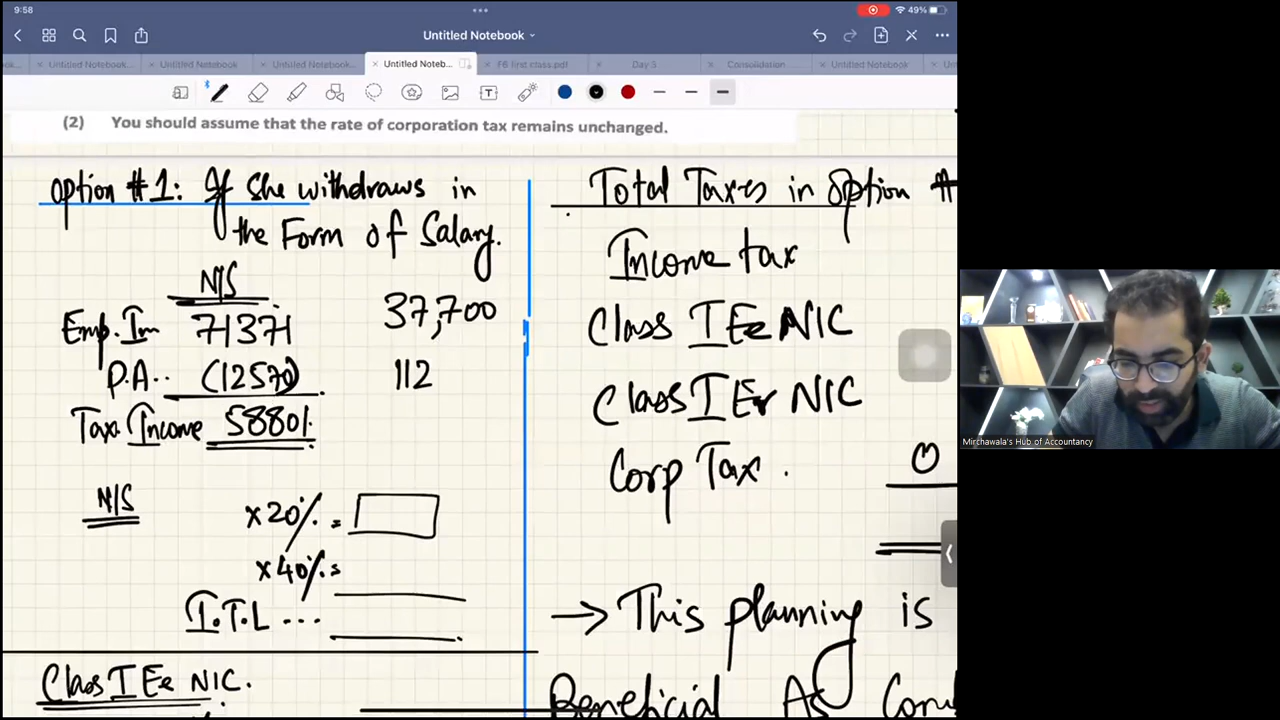 9:58
49%
Untitled Notebook
Untitled Notebook...
Untitled Notebook
Untitled Notebook..
Untitled Noteb...
F6 first class.pdf
Day 5
Consolidation
Untitled Notebook
(2) You should assume that the rate of corporation tax remains unchanged.
Option #1: If She withdraws in
the Form of Salary.
N/S
Emp. In 71371 37,700
P.A.. (12570) 112
Tax Income 58801
N/S
x20% =
x40% =
I.T.L ...
Class I Ee NIC.
Total Taxes in option #
Income tax
Class I Ee NIC
Class I Er NIC
Corp Tax . 0
→ This planning is
Beneficial As
Mirchawala's Hub of Accountancy